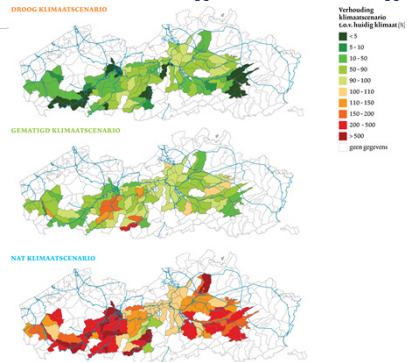 DROOG KLIMAATSCENARIO
Verhouding
klimaatscenario
t.o.v. huidig klimaat (%)
< 5
5 - 10
10 - 50
50 - 90
90 - 100
100 - 110
110 - 150
150 - 200
200 - 500
> 500
geen gegevens
GEMATIGD KLIMAATSCENARIO
NAT KLIMAATSCENARIO